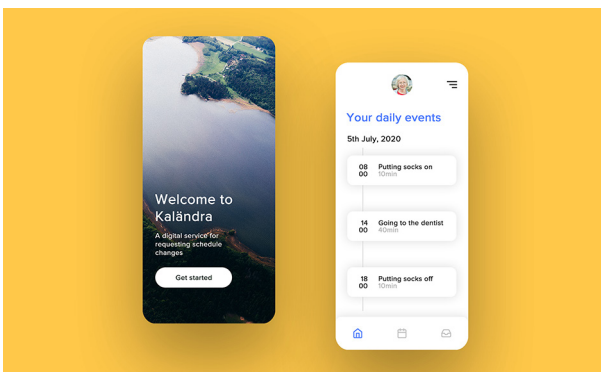 Welcome to
Kaländra
A digital service for
requesting schedule
changes
Get started
Your daily events
5th July, 2020
08
00
Putting socks on
10min
14
00
Going to the dentist
40min
18
00
Putting socks off
10min